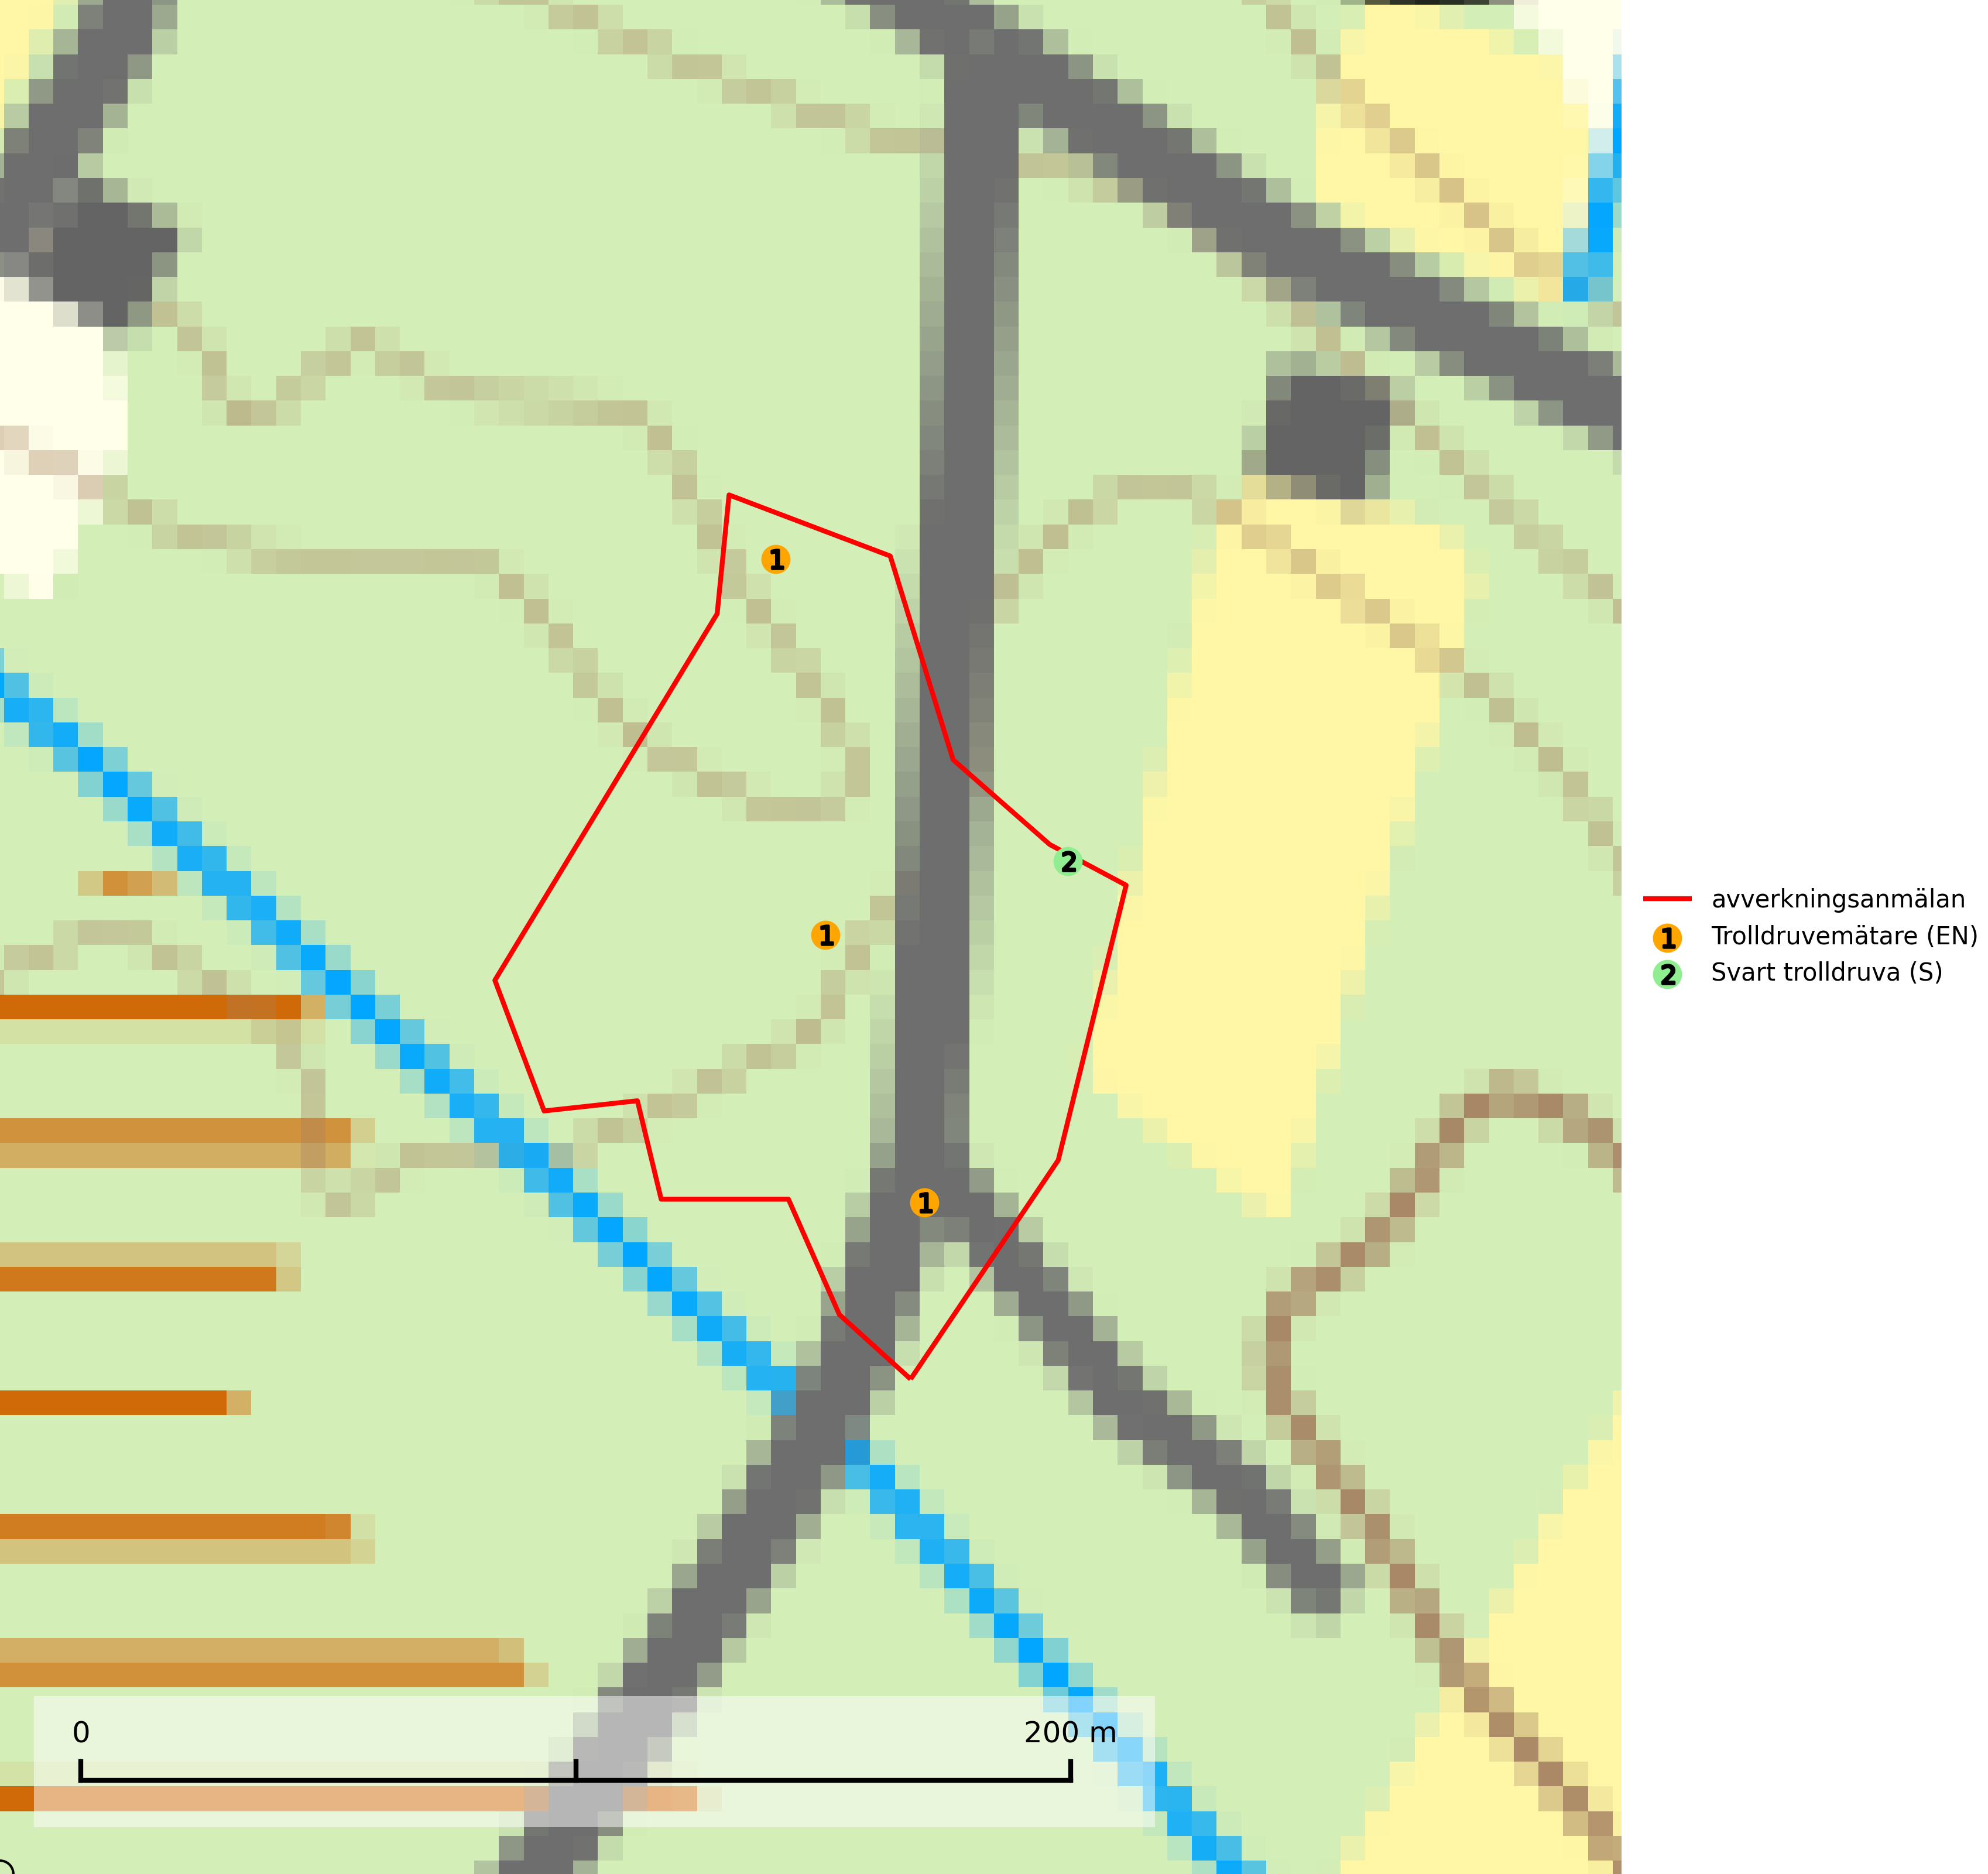 1
2
1
1
avverkningsanmälan
1 Trolldruvemätare (EN)
2 Svart trolldruva (S)
0 200 m